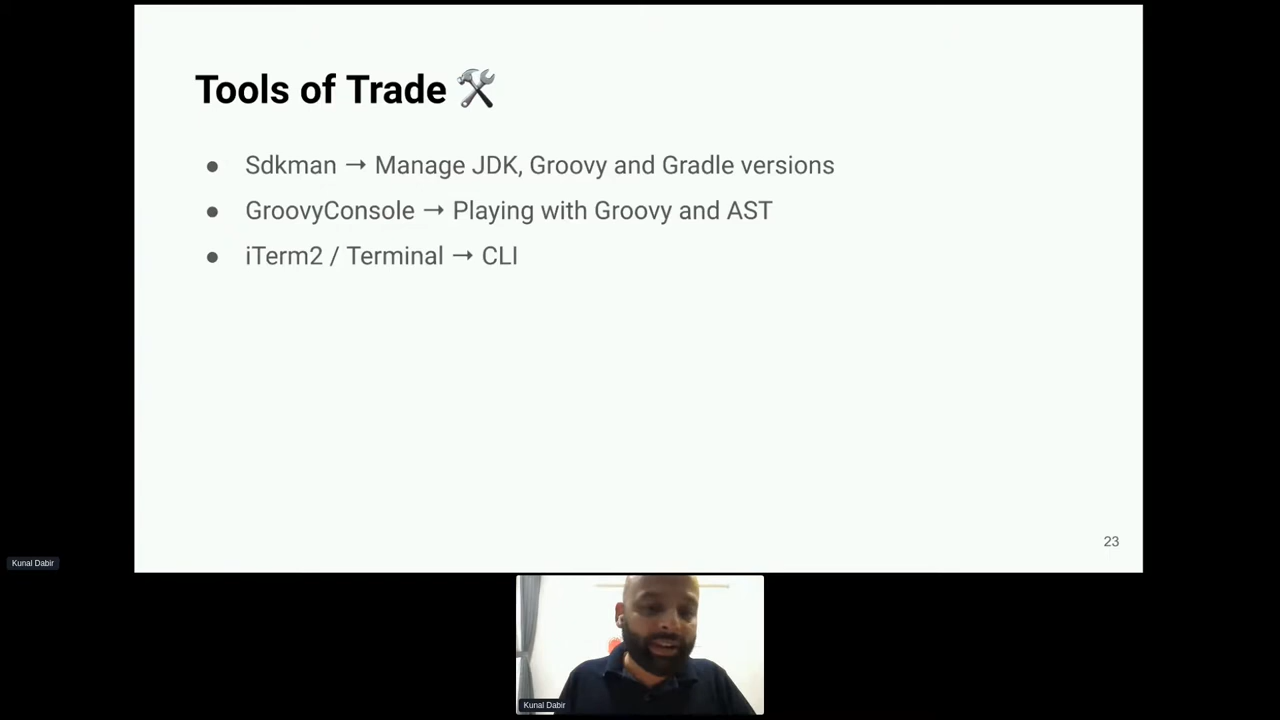 Tools of Trade 🛠
● Sdkman → Manage JDK, Groovy and Gradle versions
● GroovyConsole → Playing with Groovy and AST
● iTerm2 / Terminal → CLI
23
Kunal Dabir
Kunal Dabir